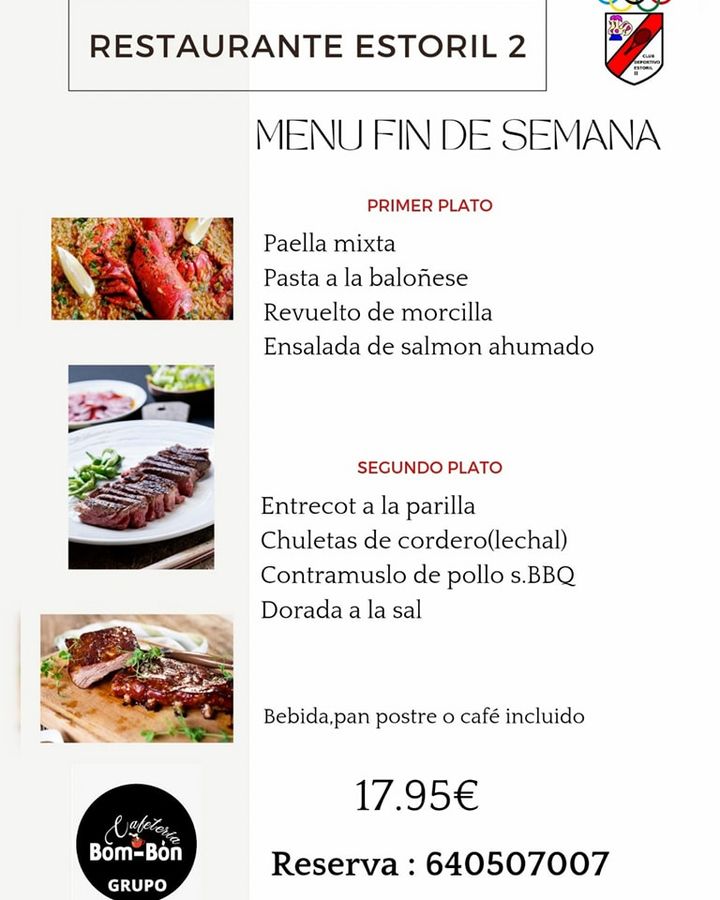 RESTAURANTE ESTORIL 2
CLUB
DEPORTIVO
ESTORIL
II
MENU FIN DE SEMANA
PRIMER PLATO
Paella mixta
Pasta a la baloñese
Revuelto de morcilla
Ensalada de salmon ahumado
SEGUNDO PLATO
Entrecot a la parilla
Chuletas de cordero(lechal)
Contramuslo de pollo s.BBQ
Dorada a la sal
Bebida,pan postre o café incluido
17.95€
Reserva : 640507007
Cafetería
Bom-Bón
GRUPO